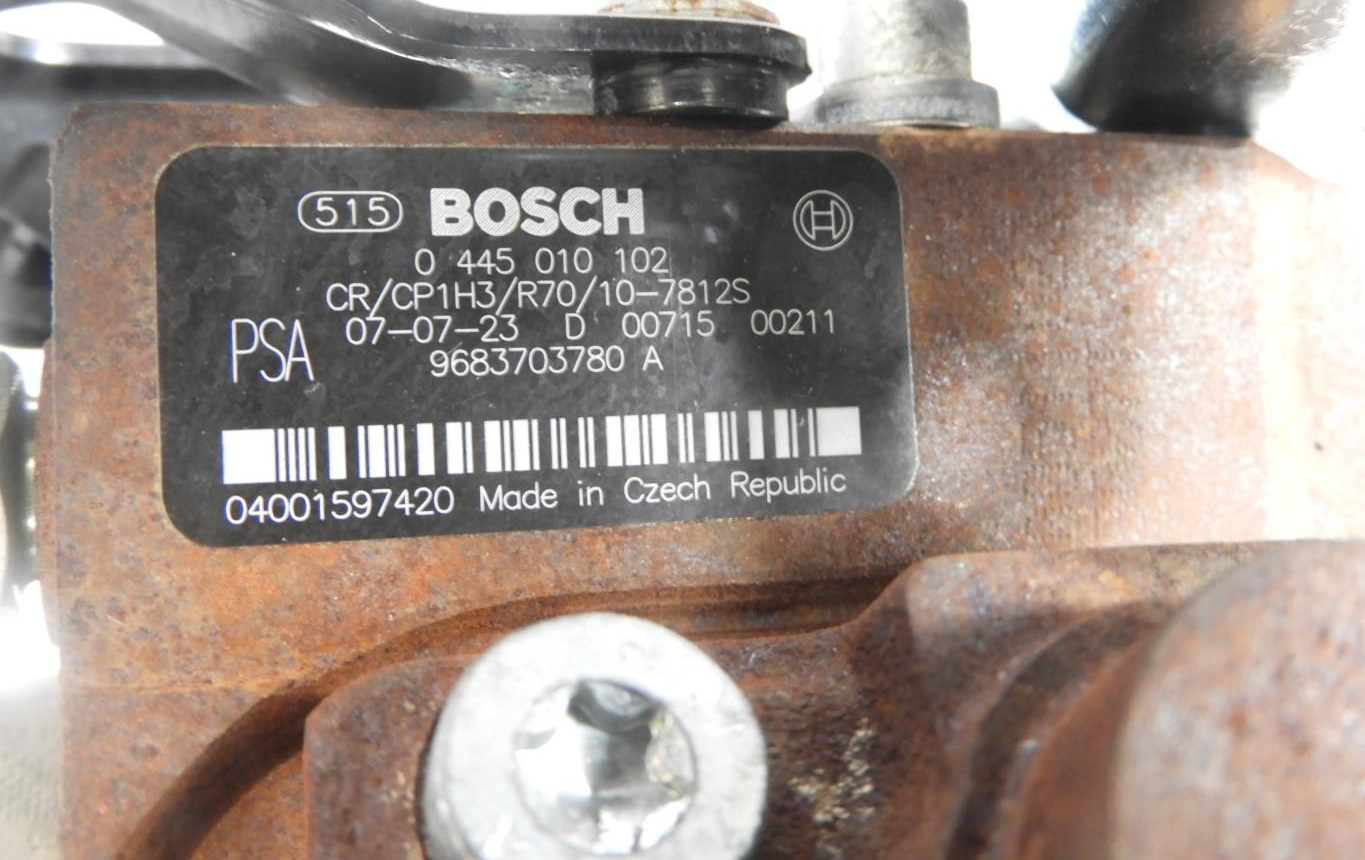 515 BOSCH
0 445 010 102
CR/CP1H3/R70/10-7812S
PSA 07-07-23 D 00715 00211
9683703780 A
04001597420 Made in Czech Republic